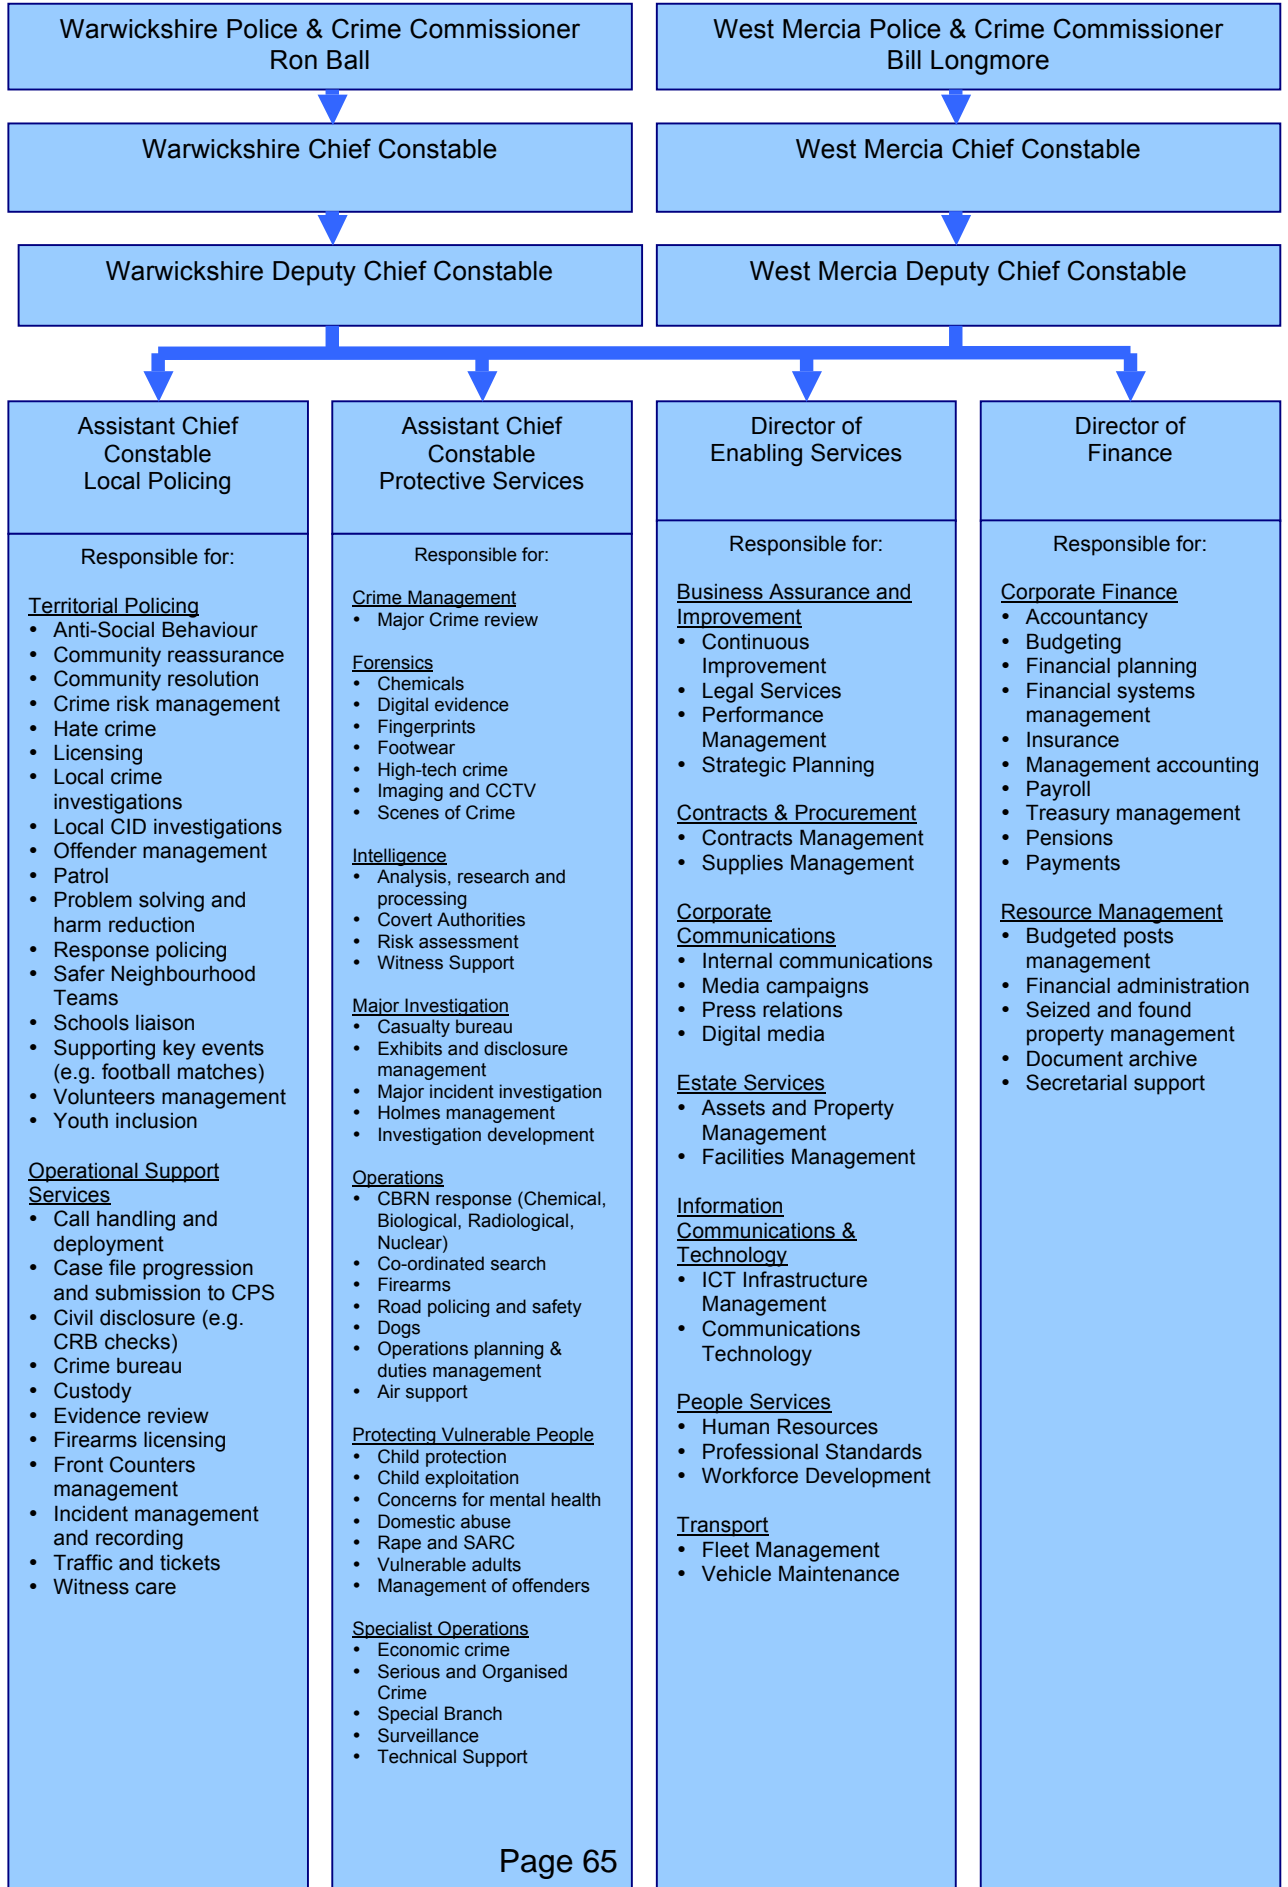 Warwickshire Police & Crime Commissioner
Ron Ball
West Mercia Police & Crime Commissioner
Bill Longmore
Warwickshire Chief Constable
West Mercia Chief Constable
Warwickshire Deputy Chief Constable
West Mercia Deputy Chief Constable
Assistant Chief
Constable
Local Policing
Responsible for:
Territorial Policing
• Anti-Social Behaviour
• Community reassurance
• Community resolution
• Crime risk management
• Hate crime
• Licensing
• Local crime
investigations
• Local CID investigations
• Offender management
• Patrol
• Problem solving and
harm reduction
• Response policing
• Safer Neighbourhood
Teams
• Schools liaison
• Supporting key events
(e.g. football matches)
• Volunteers management
• Youth inclusion
Operational Support
Services
• Call handling and
deployment
• Case file progression
and submission to CPS
• Civil disclosure (e.g.
CRB checks)
• Crime bureau
• Custody
• Evidence review
• Firearms licensing
• Front Counters
management
• Incident management
and recording
• Traffic and tickets
• Witness care
Assistant Chief
Constable
Protective Services
Responsible for:
Crime Management
• Major Crime review
Forensics
• Chemicals
• Digital evidence
• Fingerprints
• Footwear
• High-tech crime
• Imaging and CCTV
• Scenes of Crime
Intelligence
• Analysis, research and
processing
• Covert Authorities
• Risk assessment
• Witness Support
Major Investigation
• Casualty bureau
• Exhibits and disclosure
management
• Major incident investigation
• Holmes management
• Investigation development
Operations
• CBRN response (Chemical,
Biological, Radiological,
Nuclear)
• Co-ordinated search
• Firearms
• Road policing and safety
• Dogs
• Operations planning &
duties management
• Air support
Protecting Vulnerable People
• Child protection
• Child exploitation
• Concerns for mental health
• Domestic abuse
• Rape and SARC
• Vulnerable adults
• Management of offenders
Specialist Operations
• Economic crime
• Serious and Organised
Crime
• Special Branch
• Surveillance
• Technical Support
Director of
Enabling Services
Responsible for:
Business Assurance and
Improvement
• Continuous
Improvement
• Legal Services
• Performance
Management
• Strategic Planning
Contracts & Procurement
• Contracts Management
• Supplies Management
Corporate
Communications
• Internal communications
• Media campaigns
• Press relations
• Digital media
Estate Services
• Assets and Property
Management
• Facilities Management
Information
Communications &
Technology
• ICT Infrastructure
Management
• Communications
Technology
People Services
• Human Resources
• Professional Standards
• Workforce Development
Transport
• Fleet Management
• Vehicle Maintenance
Director of
Finance
Responsible for:
Corporate Finance
• Accountancy
• Budgeting
• Financial planning
• Financial systems
management
• Insurance
• Management accounting
• Payroll
• Treasury management
• Pensions
• Payments
Resource Management
• Budgeted posts
management
• Financial administration
• Seized and found
property management
• Document archive
• Secretarial support
Page 65